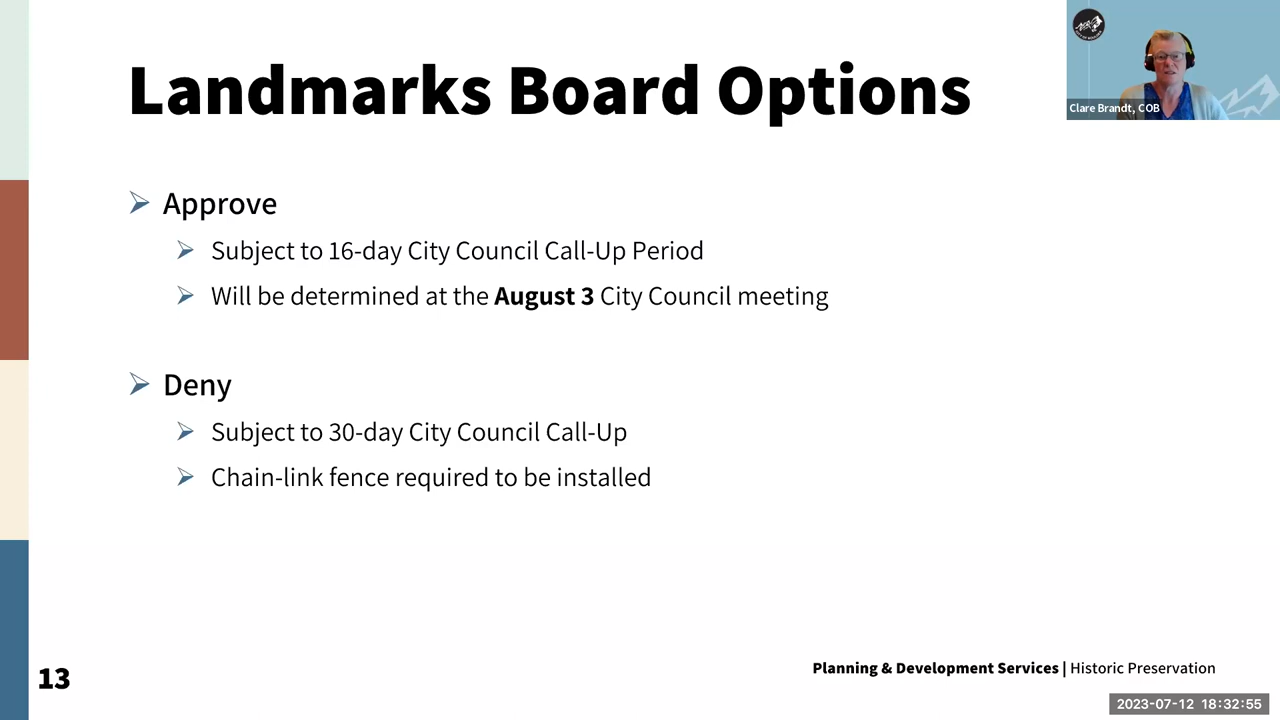 Landmarks Board Options
Clare Brandt, COB
Approve
Subject to 16-day City Council Call-Up Period
Will be determined at the August 3 City Council meeting
Deny
Subject to 30-day City Council Call-Up
Chain-link fence required to be installed
13
Planning & Development Services | Historic Preservation
2023-07-12 18:32:55